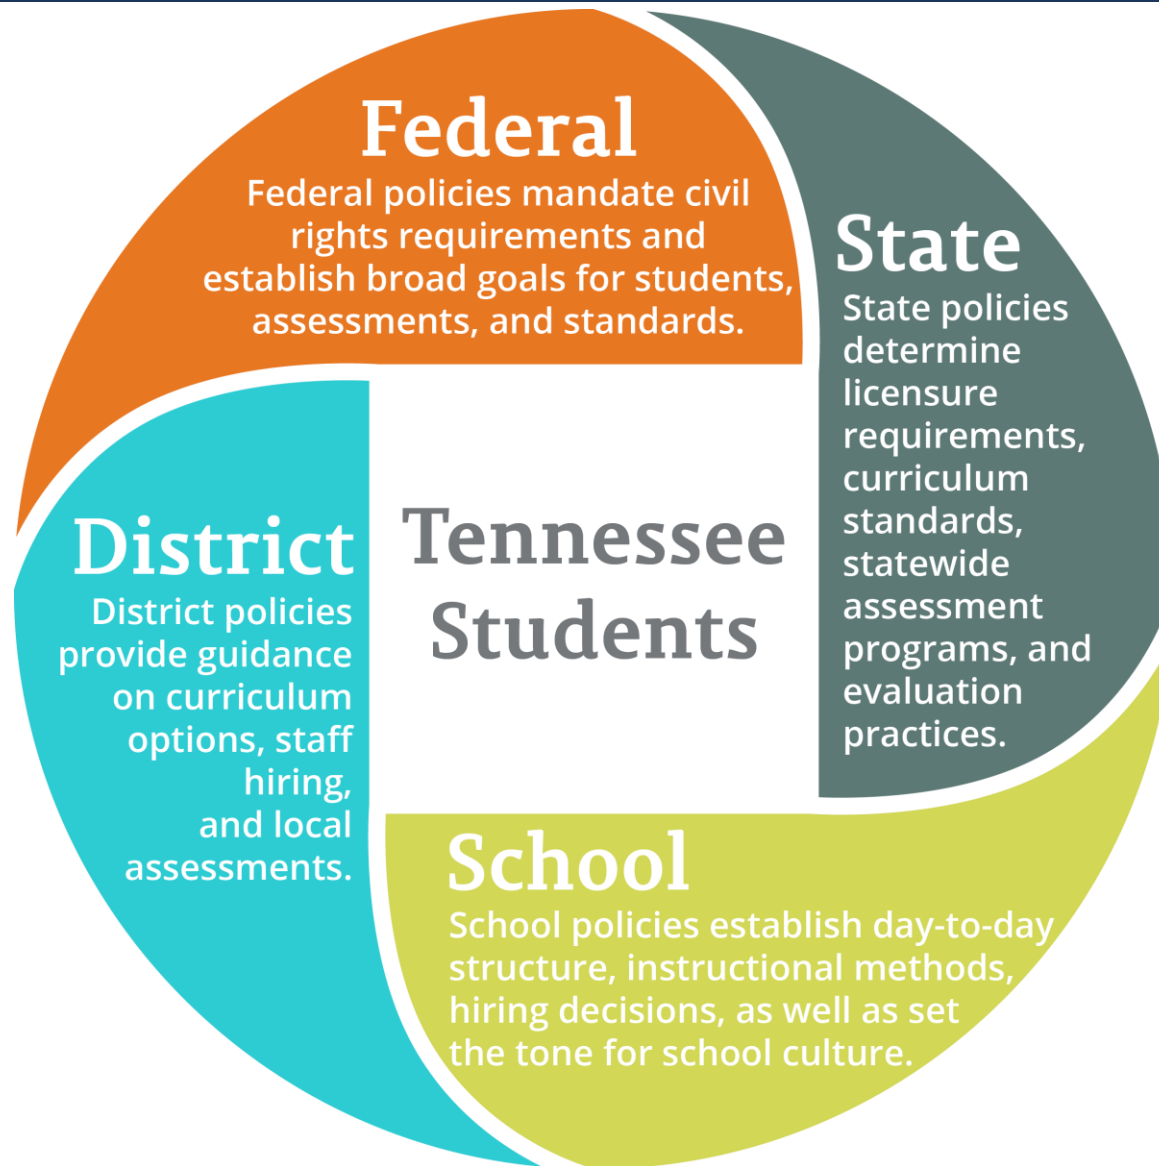 Federal
Federal policies mandate civil
rights requirements and
establish broad goals for students,
assessments, and standards.
State
State policies
determine
licensure
requirements,
curriculum
standards,
statewide
assessment
programs, and
evaluation
practices.
District
District policies
provide guidance
on curriculum
options, staff
hiring,
and local
assessments.
Tennessee
Students
School
School policies establish day-to-day
structure, instructional methods,
hiring decisions, as well as set
the tone for school culture.